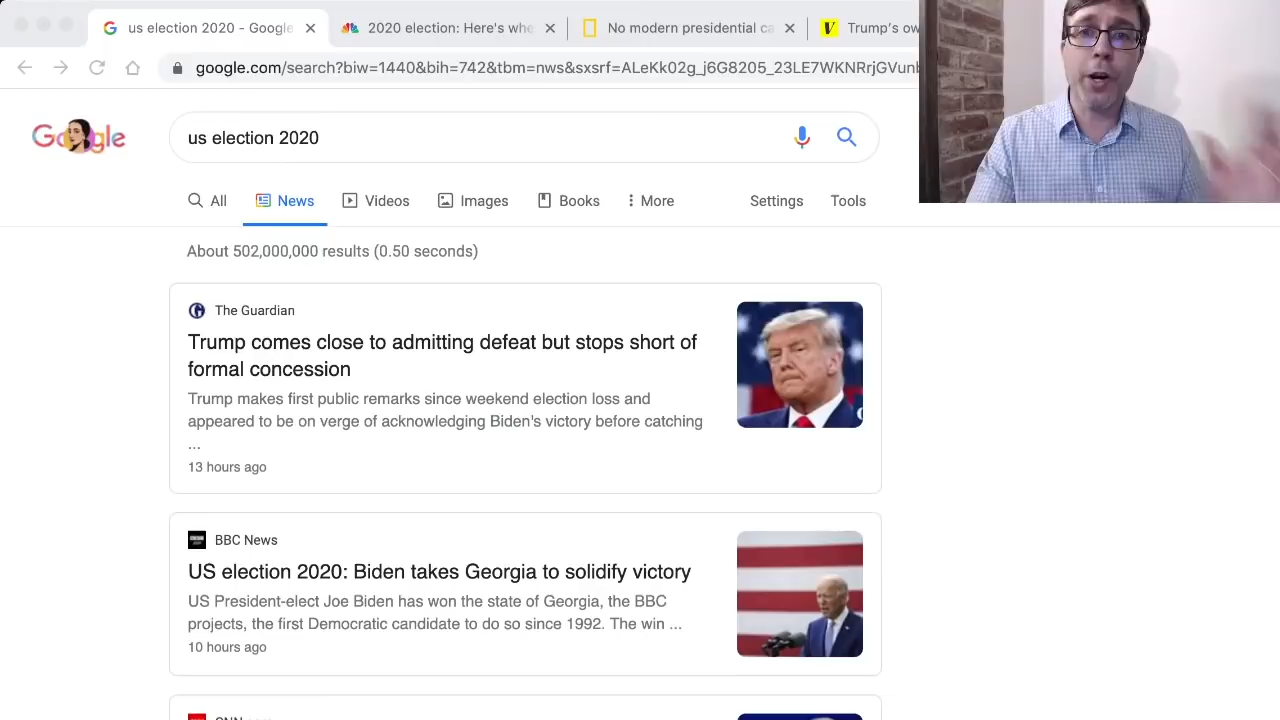 us election 2020 - Google
2020 election: Here's whe
No modern presidential ca
Trump's ow
google.com/search?biw=1440&bih=742&tbm=nws&sxsrf=ALeKk02g_j6G8205_23LE7WKNRrjGVunb
Google
us election 2020
All
News
Videos
Images
Books
More
Settings
Tools
About 502,000,000 results (0.50 seconds)
The Guardian
Trump comes close to admitting defeat but stops short of
formal concession
Trump makes first public remarks since weekend election loss and
appeared to be on verge of acknowledging Biden's victory before catching
...
13 hours ago
BBC News
US election 2020: Biden takes Georgia to solidify victory
US President-elect Joe Biden has won the state of Georgia, the BBC
projects, the first Democratic candidate to do so since 1992. The win ...
10 hours ago